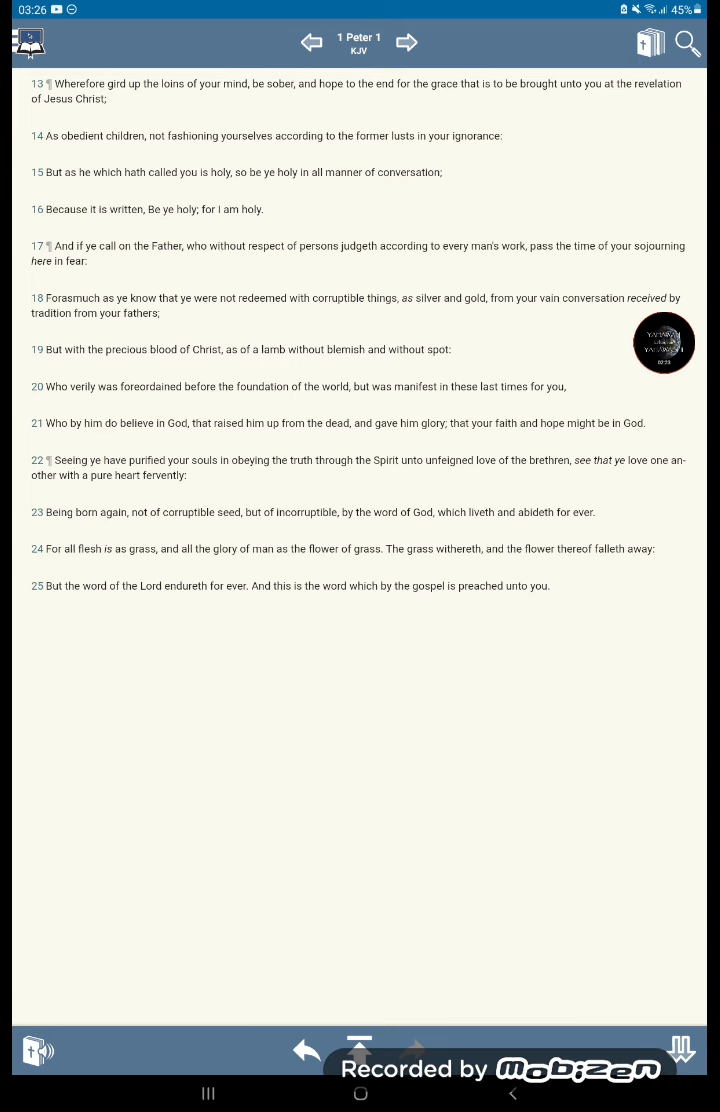 03:26 45%
1 Peter 1
KJV
13 ¶ Wherefore gird up the loins of your mind, be sober, and hope to the end for the grace that is to be brought unto you at the revelation
of Jesus Christ;
14 As obedient children, not fashioning yourselves according to the former lusts in your ignorance:
15 But as he which hath called you is holy, so be ye holy in all manner of conversation;
16 Because it is written, Be ye holy; for I am holy.
17 ¶ And if ye call on the Father, who without respect of persons judgeth according to every man's work, pass the time of your sojourning
here in fear:
18 Forasmuch as ye know that ye were not redeemed with corruptible things, as silver and gold, from your vain conversation received by
tradition from your fathers;
19 But with the precious blood of Christ, as of a lamb without blemish and without spot:
20 Who verily was foreordained before the foundation of the world, but was manifest in these last times for you,
21 Who by him do believe in God, that raised him up from the dead, and gave him glory; that your faith and hope might be in God.
22 ¶ Seeing ye have purified your souls in obeying the truth through the Spirit unto unfeigned love of the brethren, see that ye love one an-
other with a pure heart fervently:
23 Being born again, not of corruptible seed, but of incorruptible, by the word of God, which liveth and abideth for ever.
24 For all flesh is as grass, and all the glory of man as the flower of grass. The grass withereth, and the flower thereof falleth away:
25 But the word of the Lord endureth for ever. And this is the word which by the gospel is preached unto you.
02:23
Recorded by Mobizen